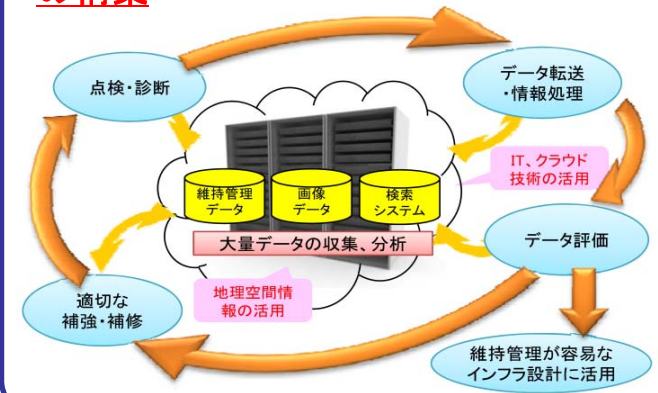 点検・診断
データ転送
・情報処理
IT、クラウド
技術の活用
維持管理
データ
画像
データ
検索
システム
大量データの収集、分析
データ評価
地理空間情
報の活用
適切な
補強・補修
維持管理が容易な
インフラ設計に活用